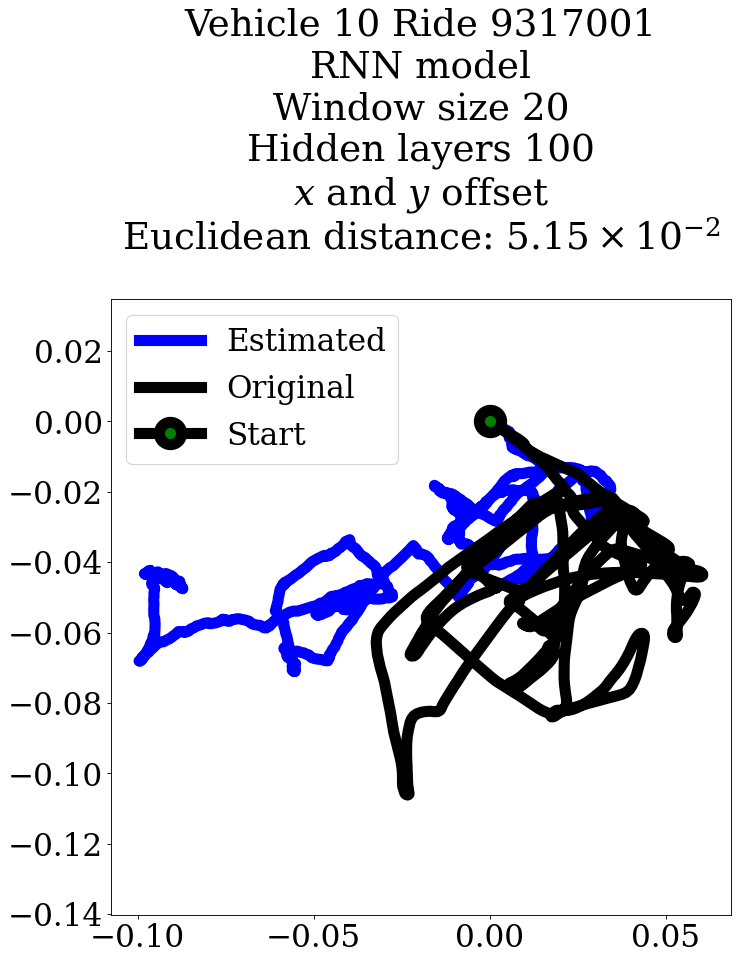 Vehicle 10 Ride 9317001
RNN model
Window size 20
Hidden layers 100
x and y offset
Euclidean distance: 5.15 × 10⁻²
Estimated
Original
Start
0.02
0.00
−0.02
−0.04
−0.06
−0.08
−0.10
−0.12
−0.14
−0.10 −0.05 0.00 0.05